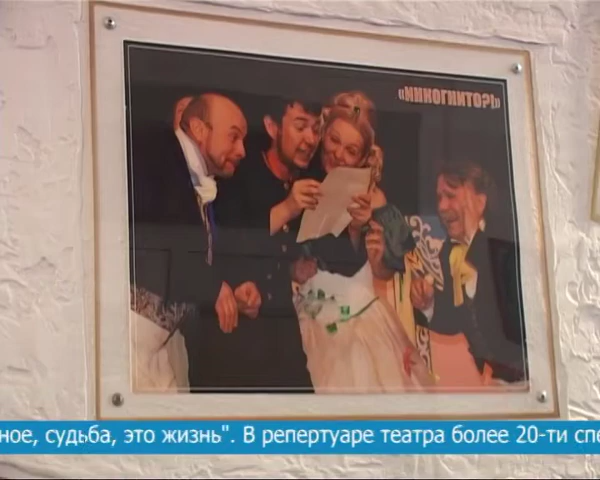 «ИНКОГНИТО?!»
ное, судьба, это жизнь". В репертуаре театра более 20-ти спе